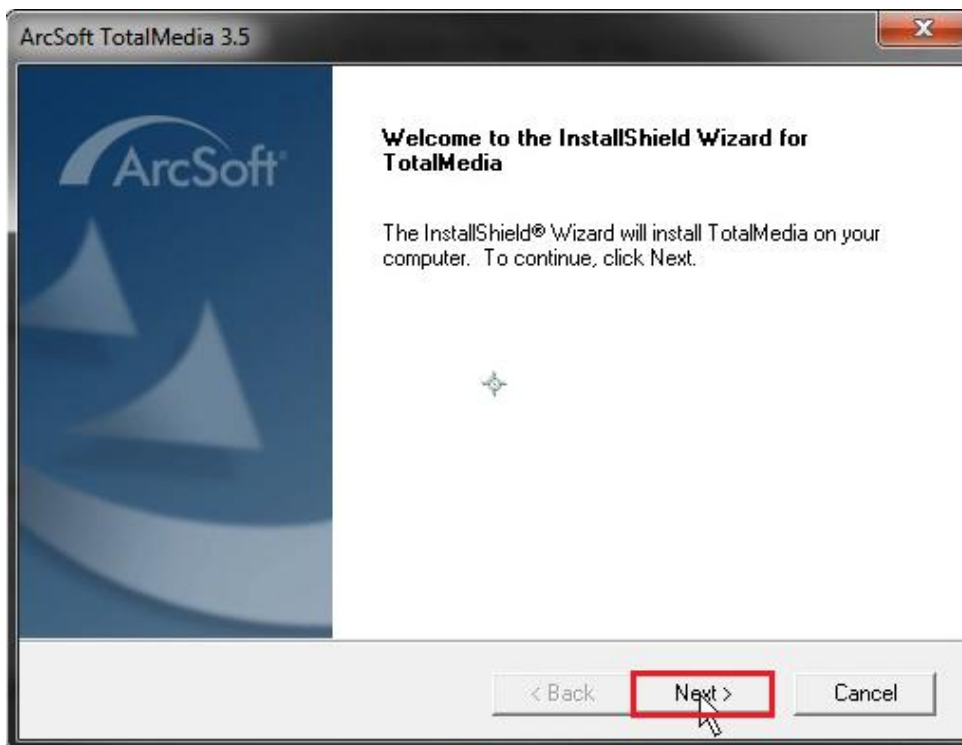 ArcSoft TotalMedia 3.5
ArcSoft
Welcome to the InstallShield Wizard for
TotalMedia
The InstallShield® Wizard will install TotalMedia on your
computer. To continue, click Next.
< Back
Next >
Cancel